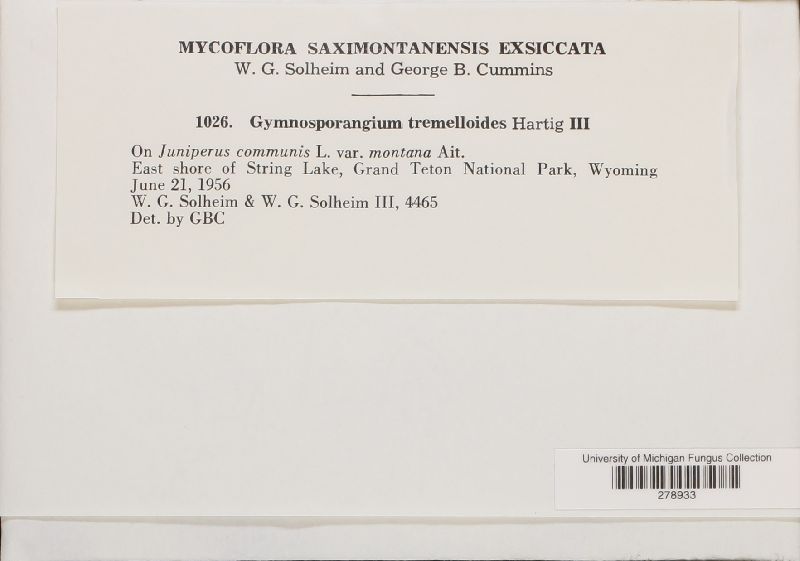 MYCOFLORA SAXIMONTANENSIS EXSICCATA
W. G. Solheim and George B. Cummins
1026. Gymnosporangium tremelloides Hartig III
On Juniperus communis L. var. montana Ait.
East shore of String Lake, Grand Teton National Park, Wyoming
June 21, 1956
W. G. Solheim & W. G. Solheim III, 4465
Det. by GBC
University of Michigan Fungus Collection
278933